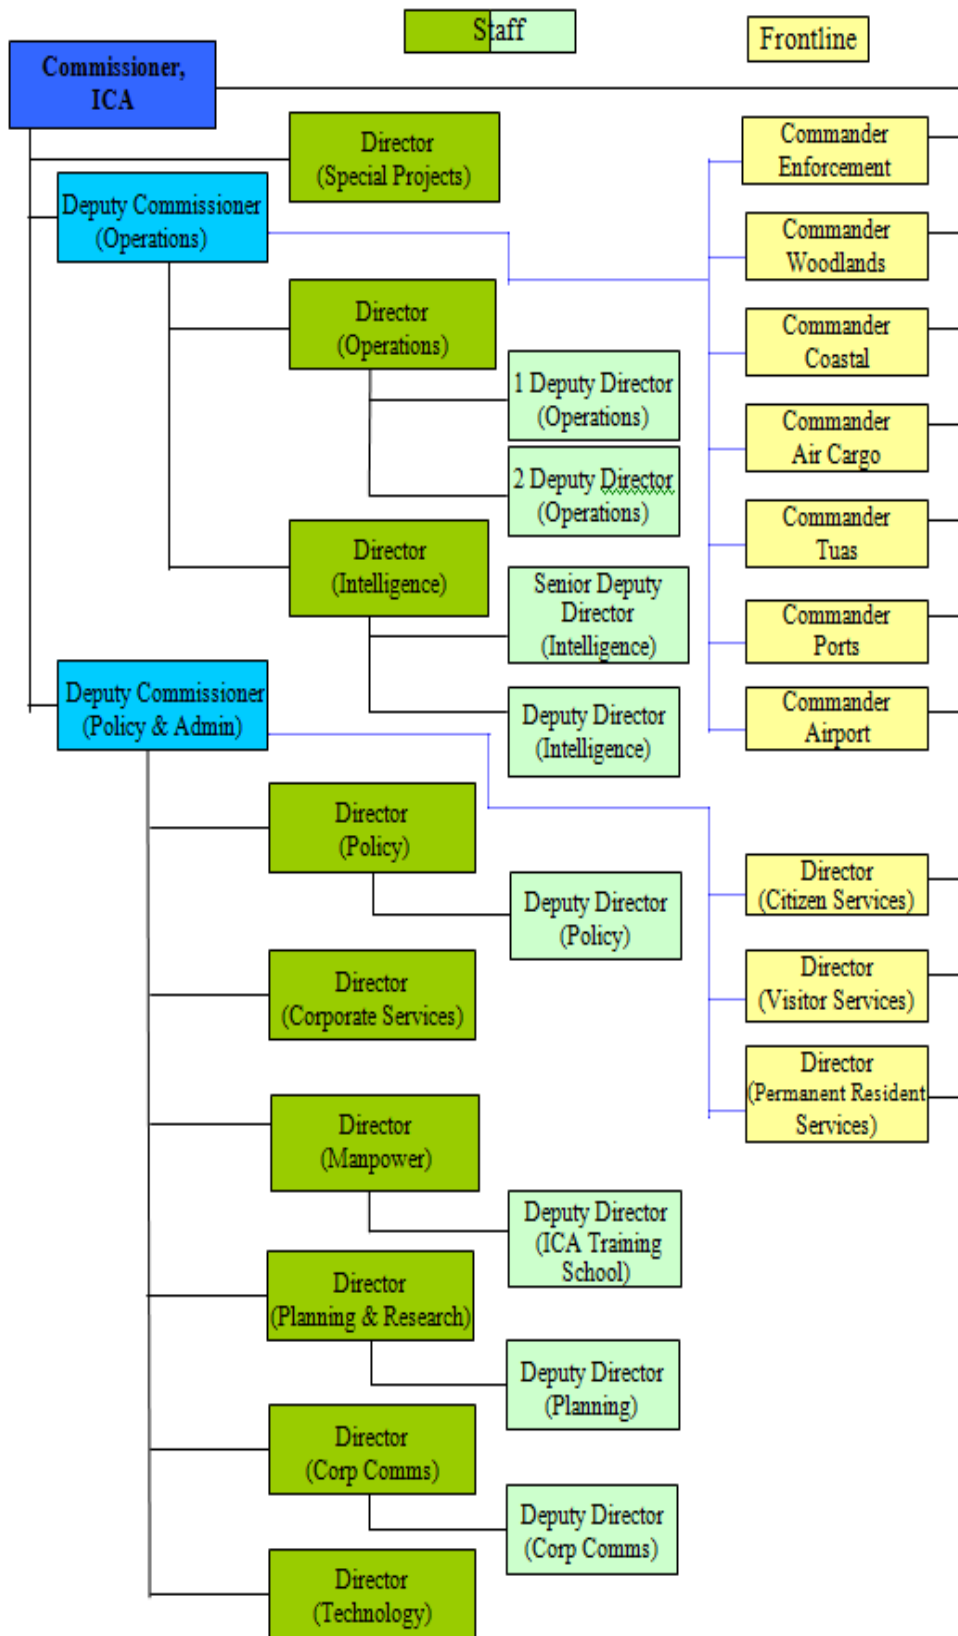 Staff
Frontline
Commissioner,
ICA
Director
(Special Projects)
Deputy Commissioner
(Operations)
Director
(Operations)
1 Deputy Director
(Operations)
2 Deputy Director
(Operations)
Director
(Intelligence)
Senior Deputy
Director
(Intelligence)
Deputy Director
(Intelligence)
Commander
Enforcement
Commander
Woodlands
Commander
Coastal
Commander
Air Cargo
Commander
Tuas
Commander
Ports
Commander
Airport
Deputy Commissioner
(Policy & Admin)
Director
(Policy)
Deputy Director
(Policy)
Director
(Corporate Services)
Director
(Manpower)
Deputy Director
(ICA Training
School)
Director
(Planning & Research)
Deputy Director
(Planning)
Director
(Corp Comms)
Deputy Director
(Corp Comms)
Director
(Technology)
Director
(Citizen Services)
Director
(Visitor Services)
Director
(Permanent Resident
Services)